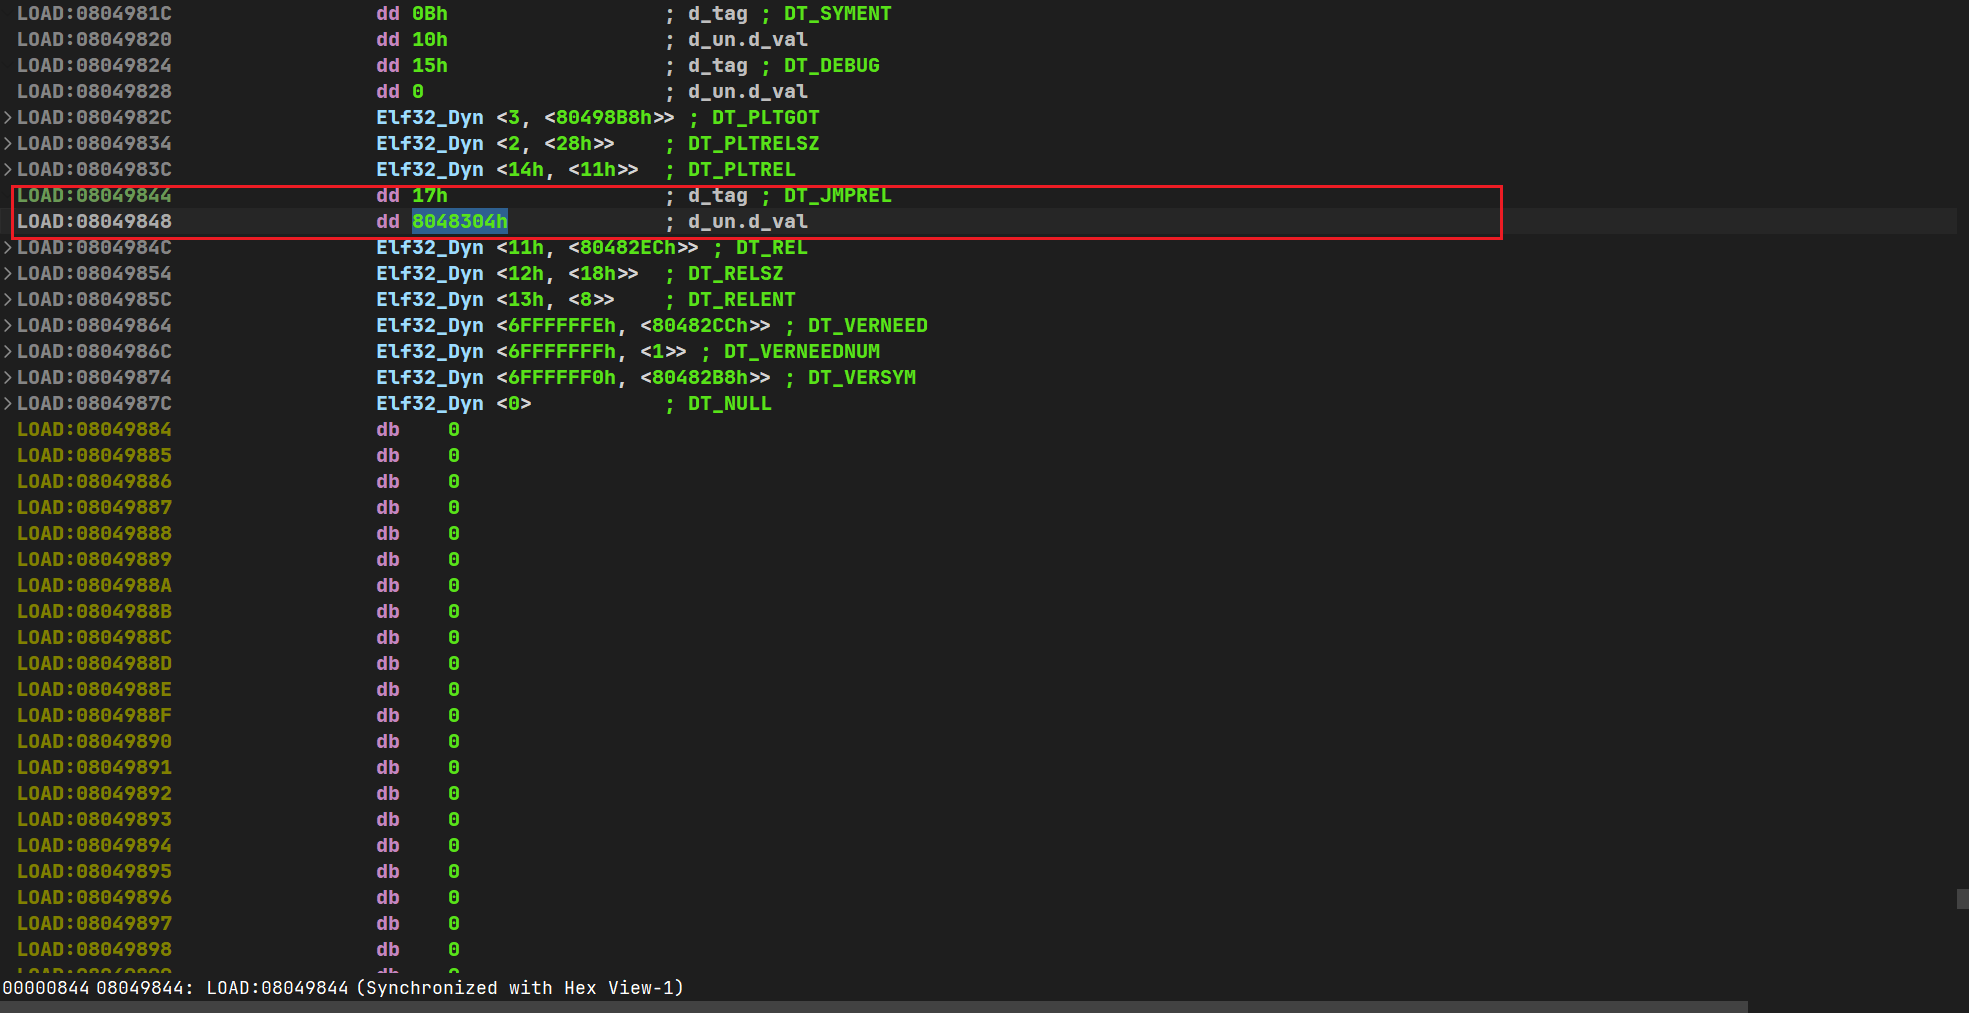 LOAD:0804981C dd 0Bh ; d_tag ; DT_SYMENT
LOAD:08049820 dd 10h ; d_un.d_val
LOAD:08049824 dd 15h ; d_tag ; DT_DEBUG
LOAD:08049828 dd 0 ; d_un.d_val
LOAD:0804982C Elf32_Dyn <3, <80498B8h>> ; DT_PLTGOT
LOAD:08049834 Elf32_Dyn <2, <28h>> ; DT_PLTRELSZ
LOAD:0804983C Elf32_Dyn <14h, <11h>> ; DT_PLTREL
LOAD:08049844 dd 17h ; d_tag ; DT_JMPREL
LOAD:08049848 dd 8048304h ; d_un.d_val
LOAD:0804984C Elf32_Dyn <11h, <80482ECh>> ; DT_REL
LOAD:08049854 Elf32_Dyn <12h, <18h>> ; DT_RELSZ
LOAD:0804985C Elf32_Dyn <13h, <8>> ; DT_RELENT
LOAD:08049864 Elf32_Dyn <6FFFFFFEh, <80482CCh>> ; DT_VERNEED
LOAD:0804986C Elf32_Dyn <6FFFFFFFh, <1>> ; DT_VERNEEDNUM
LOAD:08049874 Elf32_Dyn <6FFFFFF0h, <80482B8h>> ; DT_VERSYM
LOAD:0804987C Elf32_Dyn <0> ; DT_NULL
LOAD:08049884 db 0
LOAD:08049885 db 0
LOAD:08049886 db 0
LOAD:08049887 db 0
LOAD:08049888 db 0
LOAD:08049889 db 0
LOAD:0804988A db 0
LOAD:0804988B db 0
LOAD:0804988C db 0
LOAD:0804988D db 0
LOAD:0804988E db 0
LOAD:0804988F db 0
LOAD:08049890 db 0
LOAD:08049891 db 0
LOAD:08049892 db 0
LOAD:08049893 db 0
LOAD:08049894 db 0
LOAD:08049895 db 0
LOAD:08049896 db 0
LOAD:08049897 db 0
LOAD:08049898 db 0
00000844 08049844: LOAD:08049844 (Synchronized with Hex View-1)